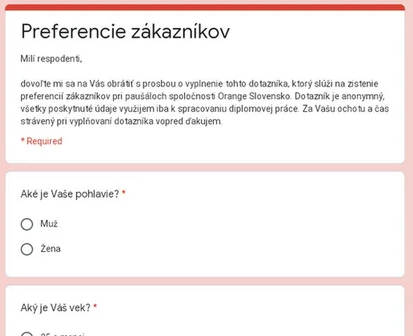 Preferencie zákazníkov
Milí respodenti,
dovoľte mi sa na Vás obrátiť s prosbou o vyplnenie tohto dotazníka, ktorý slúži na zistenie
preferencií zákazníkov pri paušáloch spoločnosti Orange Slovensko. Dotazník je anonymný,
všetky poskytnuté údaje využijem iba k spracovaniu diplomovej práce. Za Vašu ochotu a čas
strávený pri vyplňovaní dotazníka vopred ďakujem.
* Required
Aké je Vaše pohlavie? *
Muž
Žena
Aký je Váš vek? *